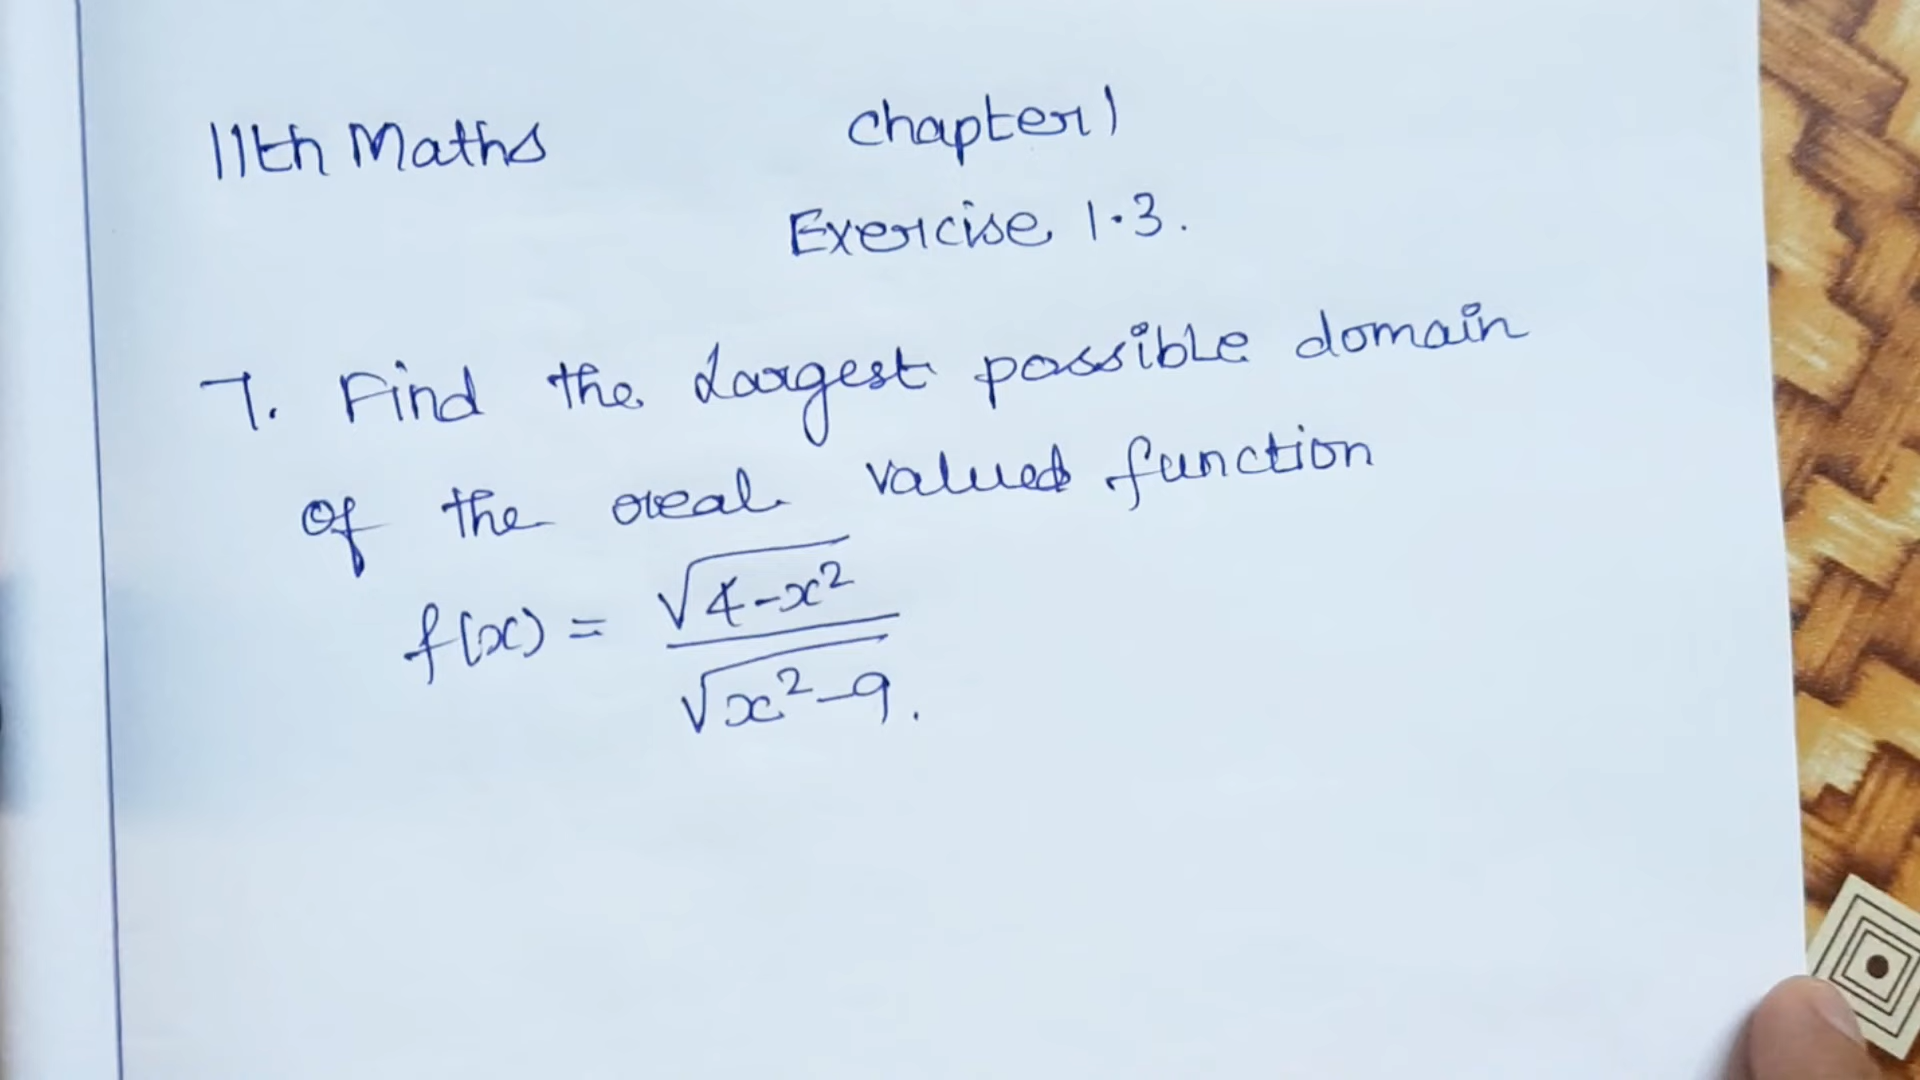 11th Maths
chapter 1
Exercise 1.3.
7. Find the Largest possible domain
of the real valued function
f(x) = √4-x² / √x²-9.